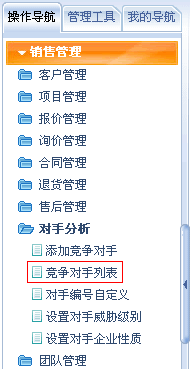 操作导航 管理工具 我的导航
销售管理
客户管理
项目管理
报价管理
询价管理
合同管理
退货管理
售后管理
对手分析
添加竞争对手
竞争对手列表
对手编号自定义
设置对手威胁级别
设置对手企业性质
团队管理